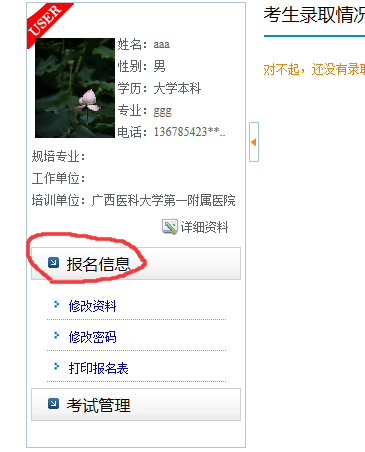 USER
姓名：aaa
性别：男
学历：大学本科
专业：ggg
电话：136785423**..
规培专业：
工作单位：
培训单位：广西医科大学第一附属医院
详细资料
报名信息
修改资料
修改密码
打印报名表
考试管理
考生录取情况
对不起，还没有录取